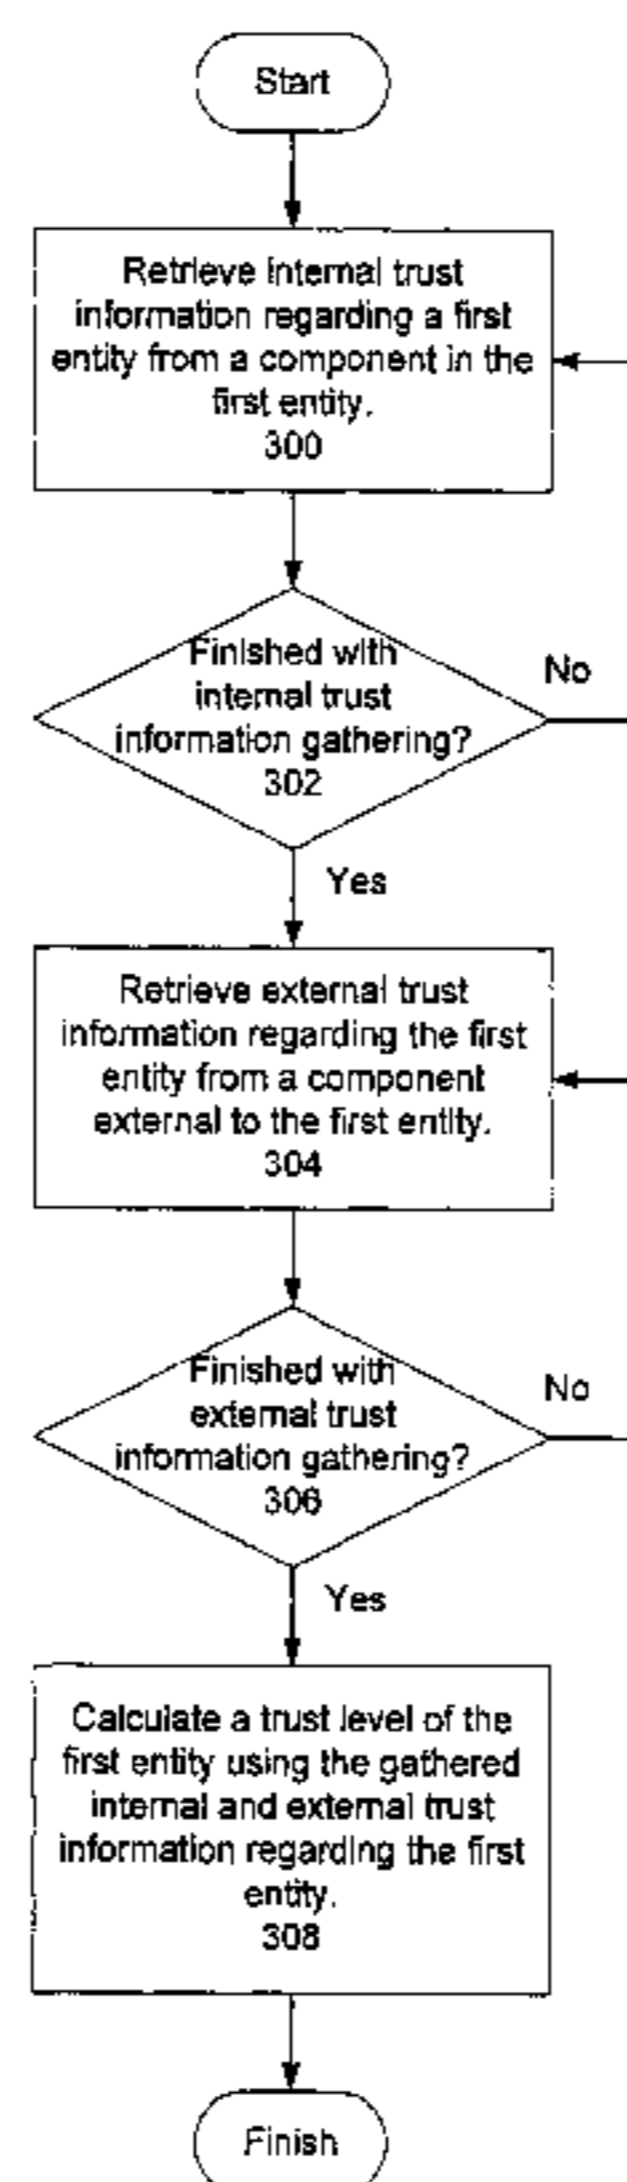 Start
Retrieve internal trust
information regarding a first
entity from a component in the
first entity.
300
Finished with
internal trust
information gathering?
302
No
Yes
Retrieve external trust
information regarding the first
entity from a component
external to the first entity.
304
Finished with
external trust
information gathering?
306
No
Yes
Calculate a trust level of the
first entity using the gathered
internal and external trust
information regarding the first
entity.
308
Finish